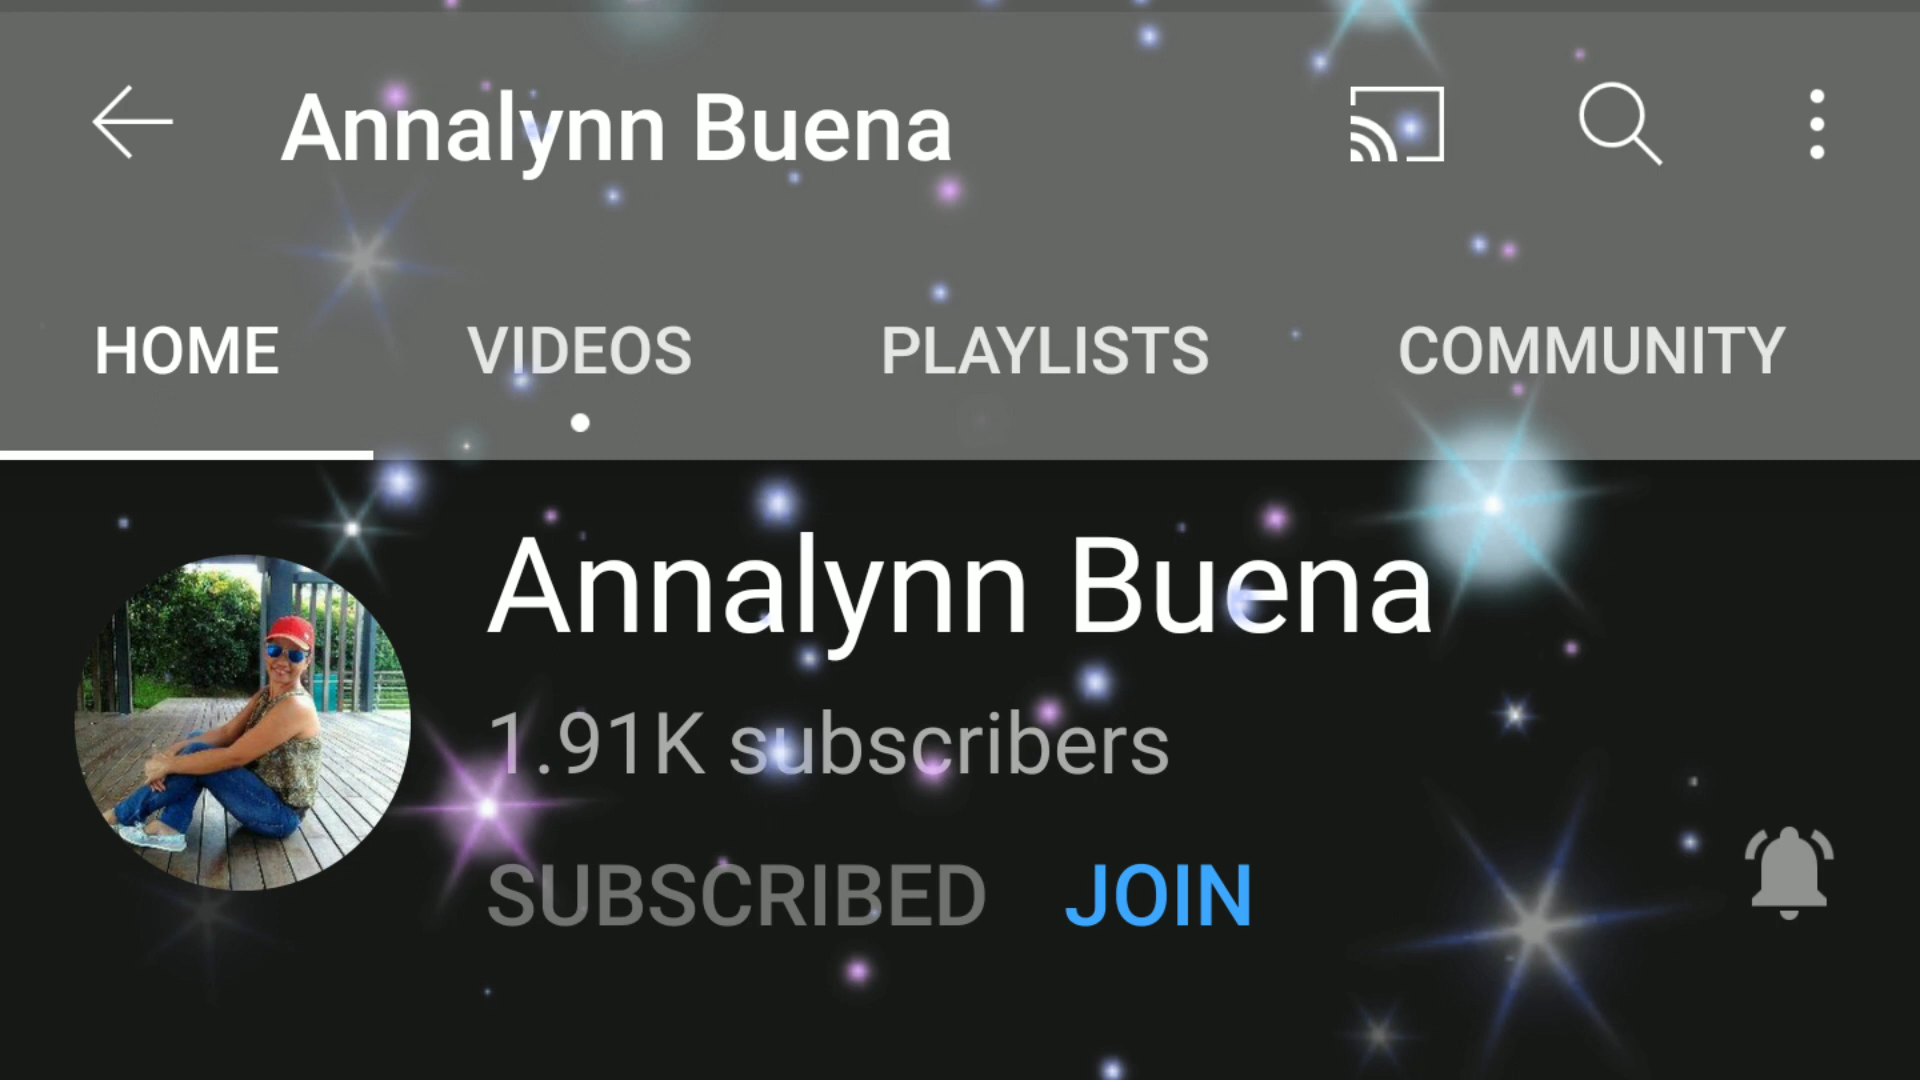 Annalynn Buena
HOME VIDEOS PLAYLISTS COMMUNITY
Annalynn Buena
1.91K subscribers
SUBSCRIBED JOIN